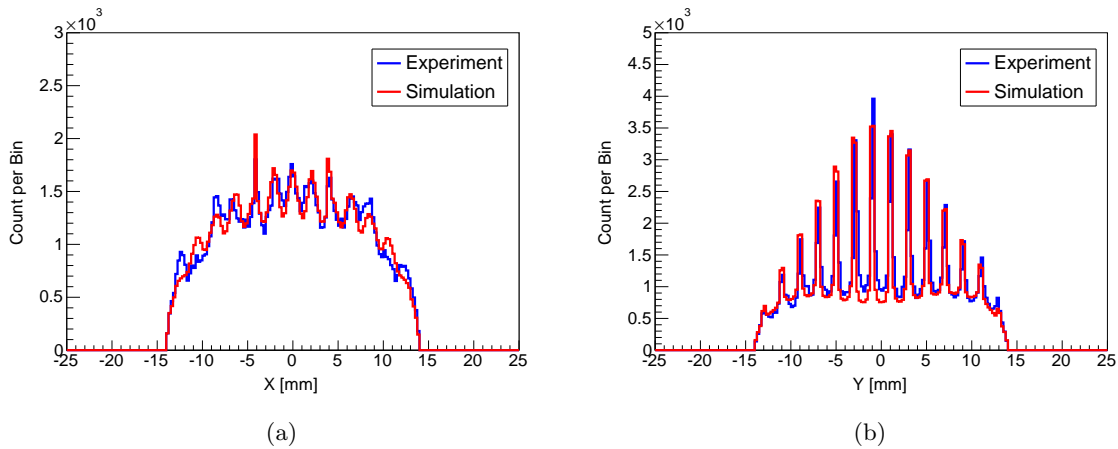 ×10³
3
2.5
2
1.5
1
0.5
0
Count per Bin
-25 -20 -15 -10 -5 0 5 10 15 20 25
X [mm]
Experiment
Simulation
(a)
×10³
5
4.5
4
3.5
3
2.5
2
1.5
1
0.5
0
Count per Bin
-25 -20 -15 -10 -5 0 5 10 15 20 25
Y [mm]
Experiment
Simulation
(b)